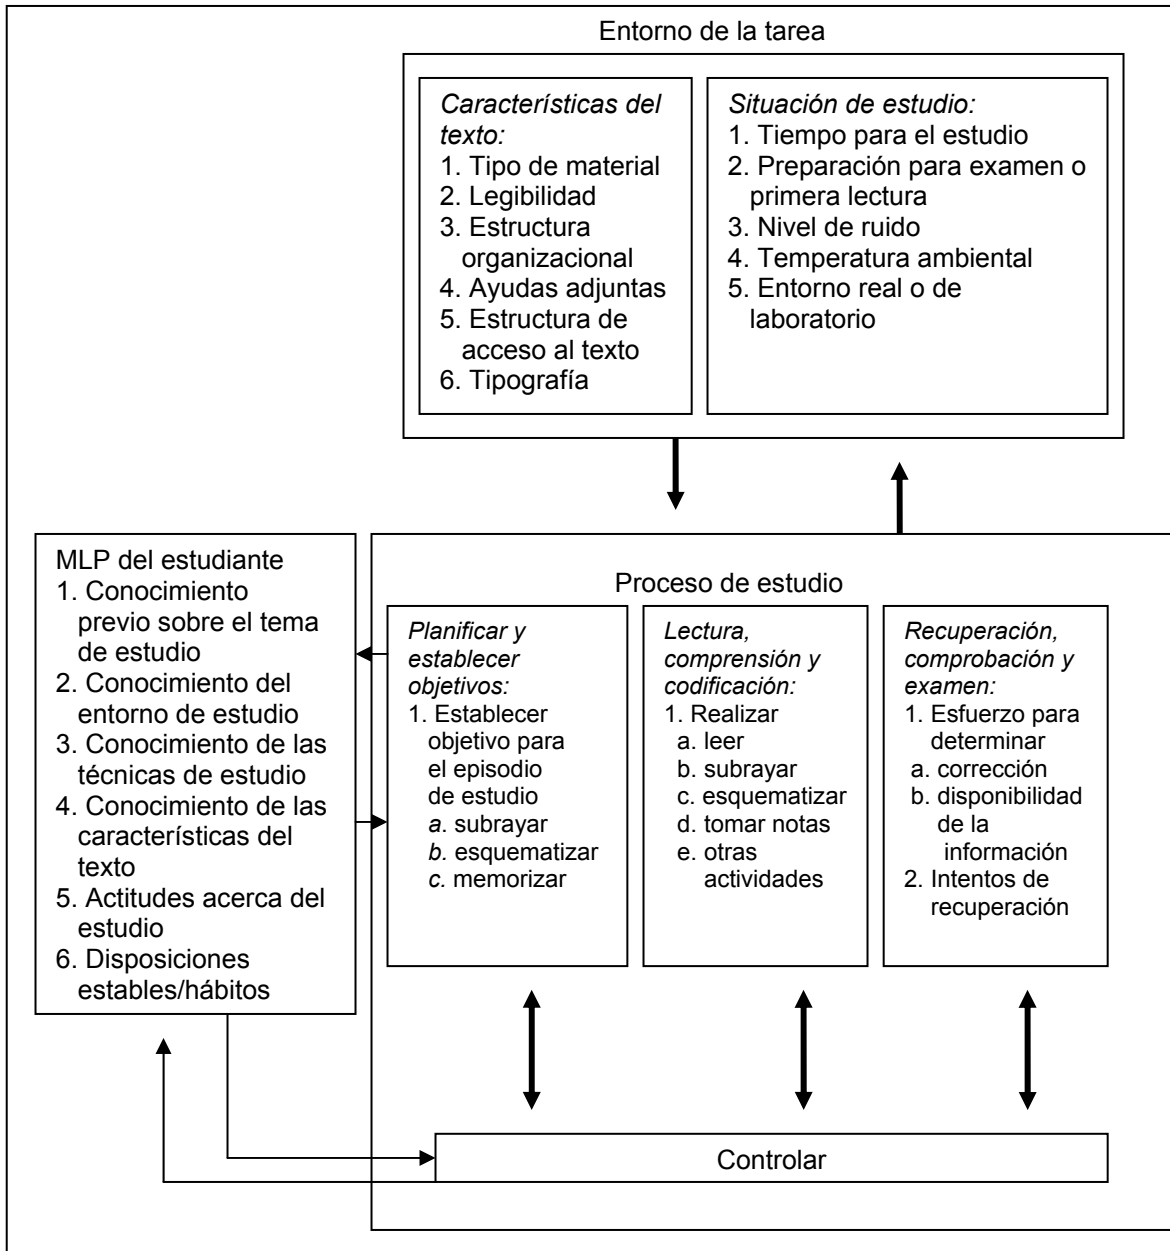 Entorno de la tarea
Características del
texto:
1. Tipo de material
2. Legibilidad
3. Estructura
organizacional
4. Ayudas adjuntas
5. Estructura de
acceso al texto
6. Tipografía
Situación de estudio:
1. Tiempo para el estudio
2. Preparación para examen o
primera lectura
3. Nivel de ruido
4. Temperatura ambiental
5. Entorno real o de
laboratorio
MLP del estudiante
1. Conocimiento
previo sobre el tema
de estudio
2. Conocimiento del
entorno de estudio
3. Conocimiento de las
técnicas de estudio
4. Conocimiento de las
características del
texto
5. Actitudes acerca del
estudio
6. Disposiciones
estables/hábitos
Proceso de estudio
Planificar y
establecer
objetivos:
1. Establecer
objetivo para
el episodio
de estudio
a. subrayar
b. esquematizar
c. memorizar
Lectura,
comprensión y
codificación:
1. Realizar
a. leer
b. subrayar
c. esquematizar
d. tomar notas
e. otras
actividades
Recuperación,
comprobación y
examen:
1. Esfuerzo para
determinar
a. corrección
b. disponibilidad
de la
información
2. Intentos de
recuperación
Controlar